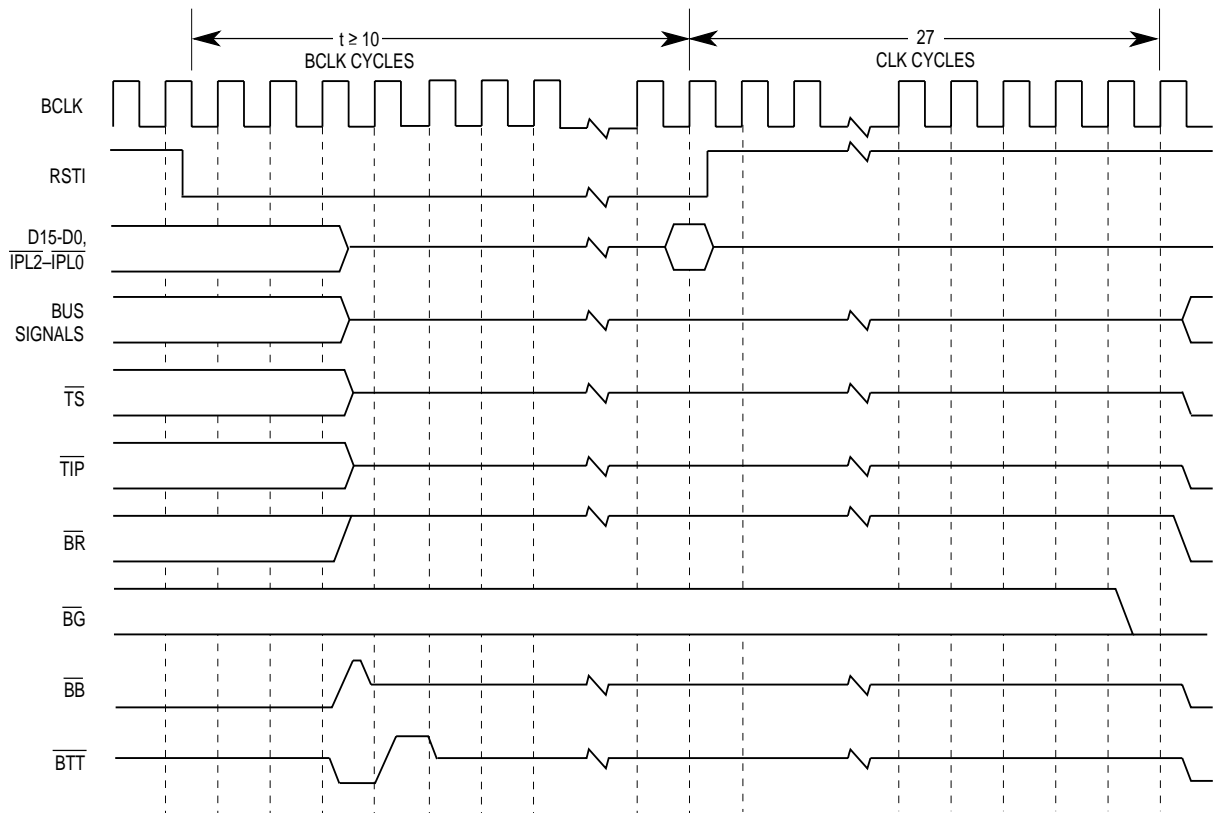 t ≥ 10
BCLK CYCLES
27
CLK CYCLES
BCLK
RSTI
D15-D0,
IPL2–IPL0
BUS
SIGNALS
TS
TIP
BR
BG
BB
BTT